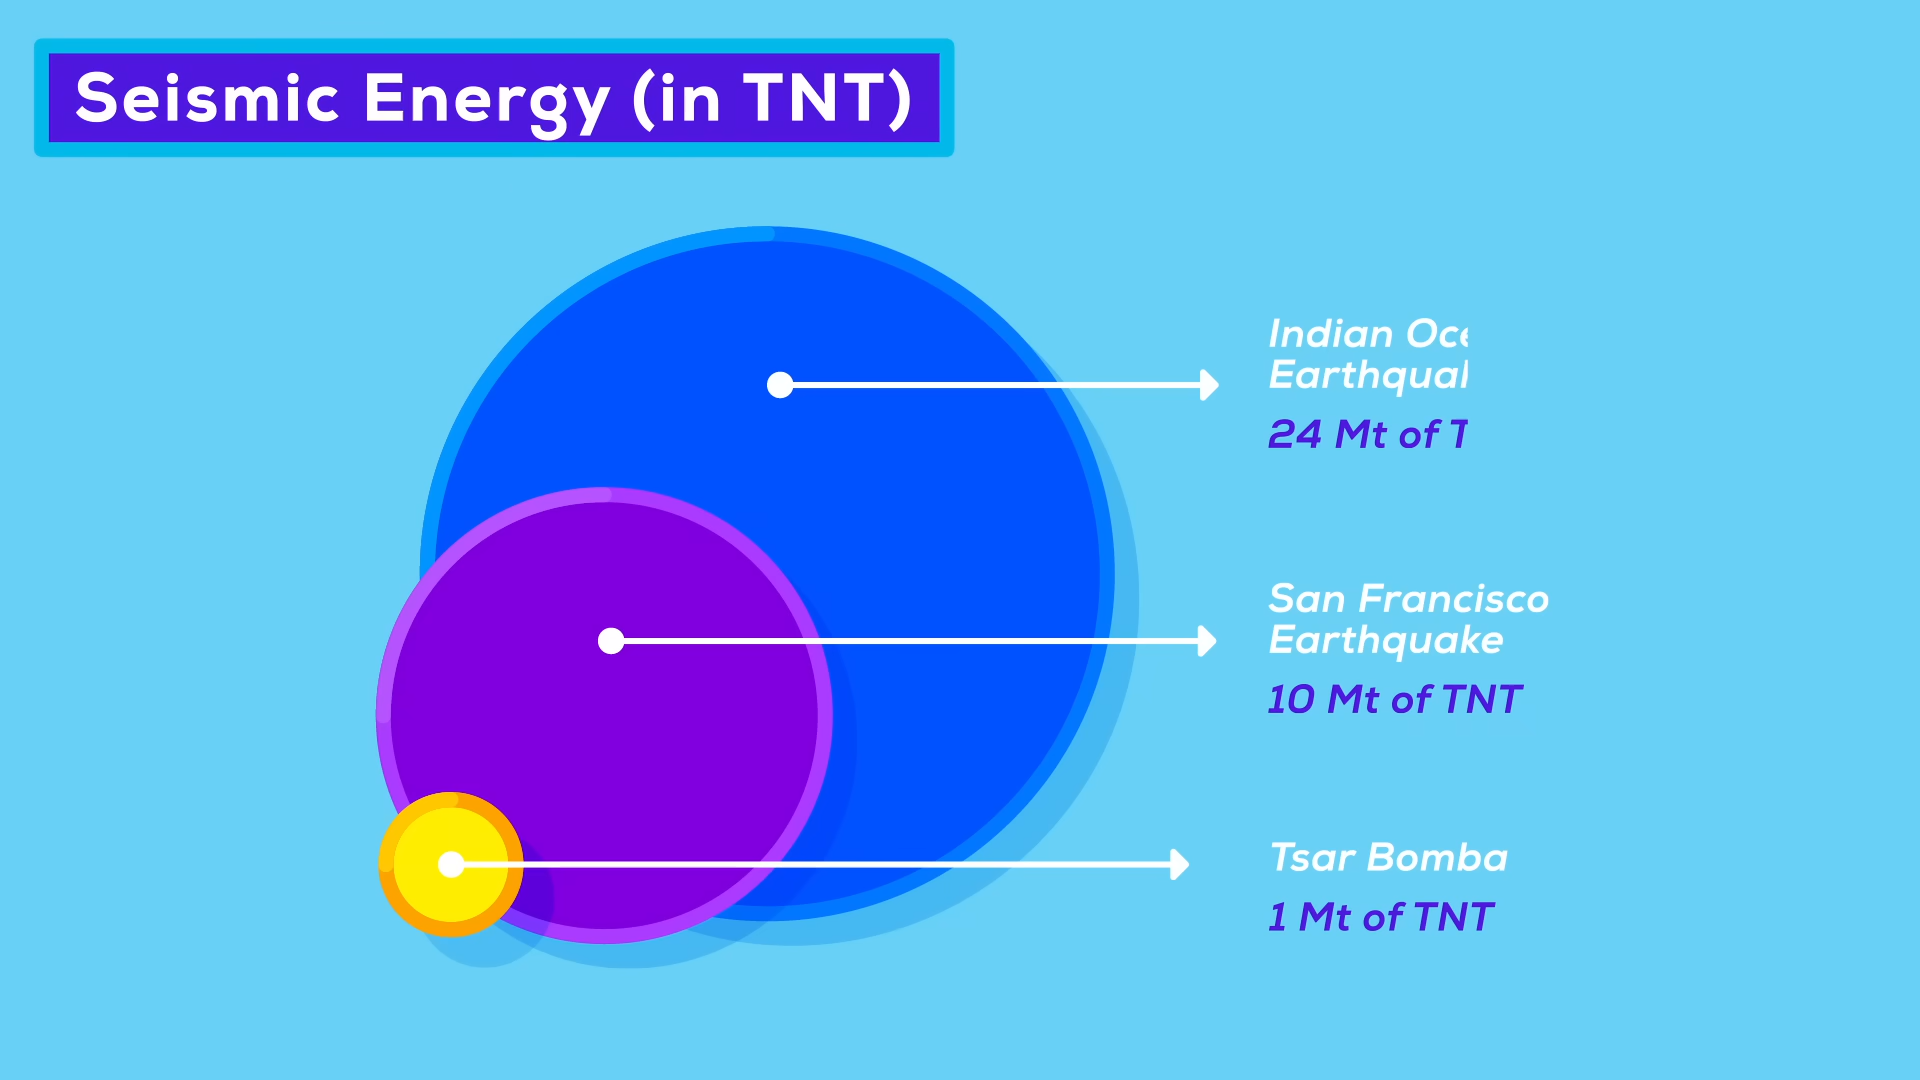 Seismic Energy (in TNT)
Indian Oce
Earthqual
24 Mt of T
San Francisco
Earthquake
10 Mt of TNT
Tsar Bomba
1 Mt of TNT